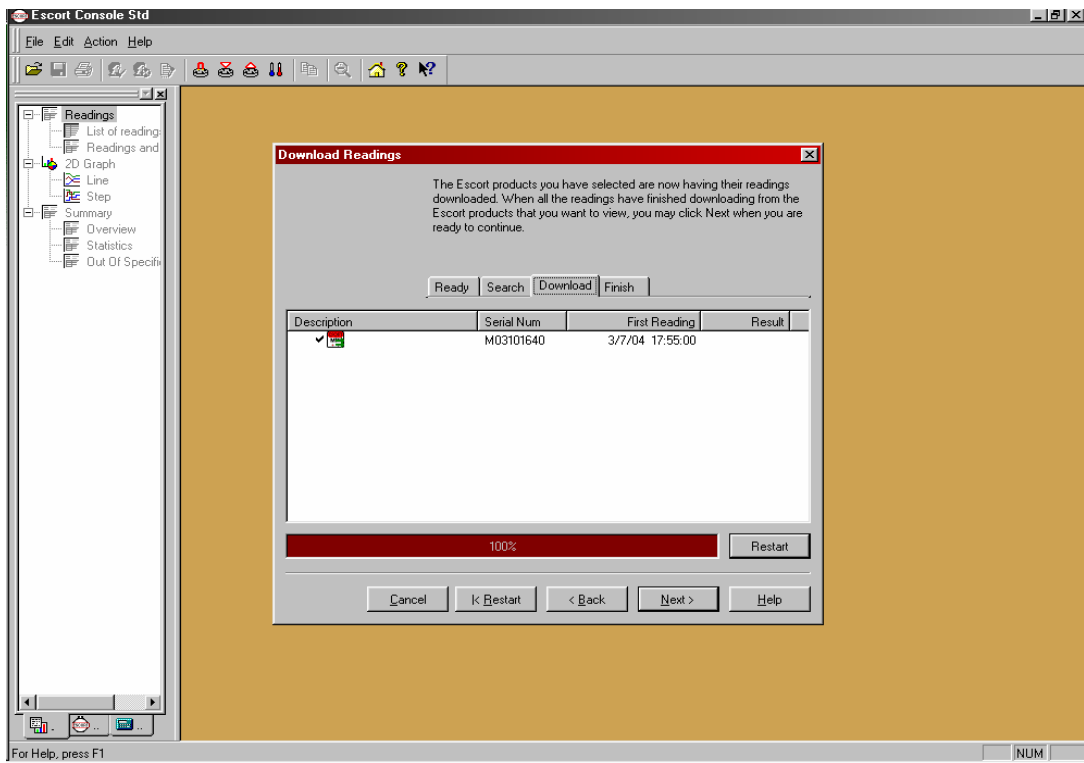 Escort Console Std
File Edit Action Help
Readings
List of reading
Readings and
2D Graph
Line
Step
Summary
Overview
Statistics
Out Of Specifi
Download Readings
The Escort products you have selected are now having their readings
downloaded. When all the readings have finished downloading from the
Escort products that you want to view, you may click Next when you are
ready to continue.
Ready Search Download Finish
Description Serial Num First Reading Result
M03101640 3/7/04 17:55:00
100% Restart
Cancel |< Restart < Back Next > Help
For Help, press F1 NUM